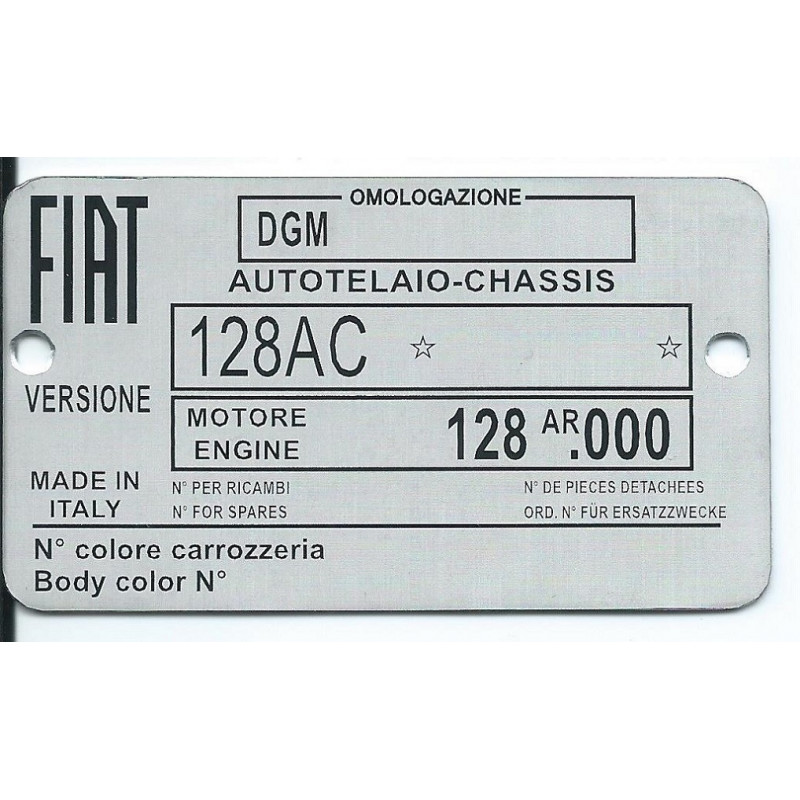 FIAT
OMOLOGAZIONE
DGM
AUTOTELAIO-CHASSIS
128AC ☆ ☆
VERSIONE
MOTORE
ENGINE
128 AR.000
MADE IN
ITALY
N° PER RICAMBI
N° DE PIECES DETACHEES
N° FOR SPARES
ORD. N° FÜR ERSATZZWECKE
N° colore carrozzeria
Body color N°